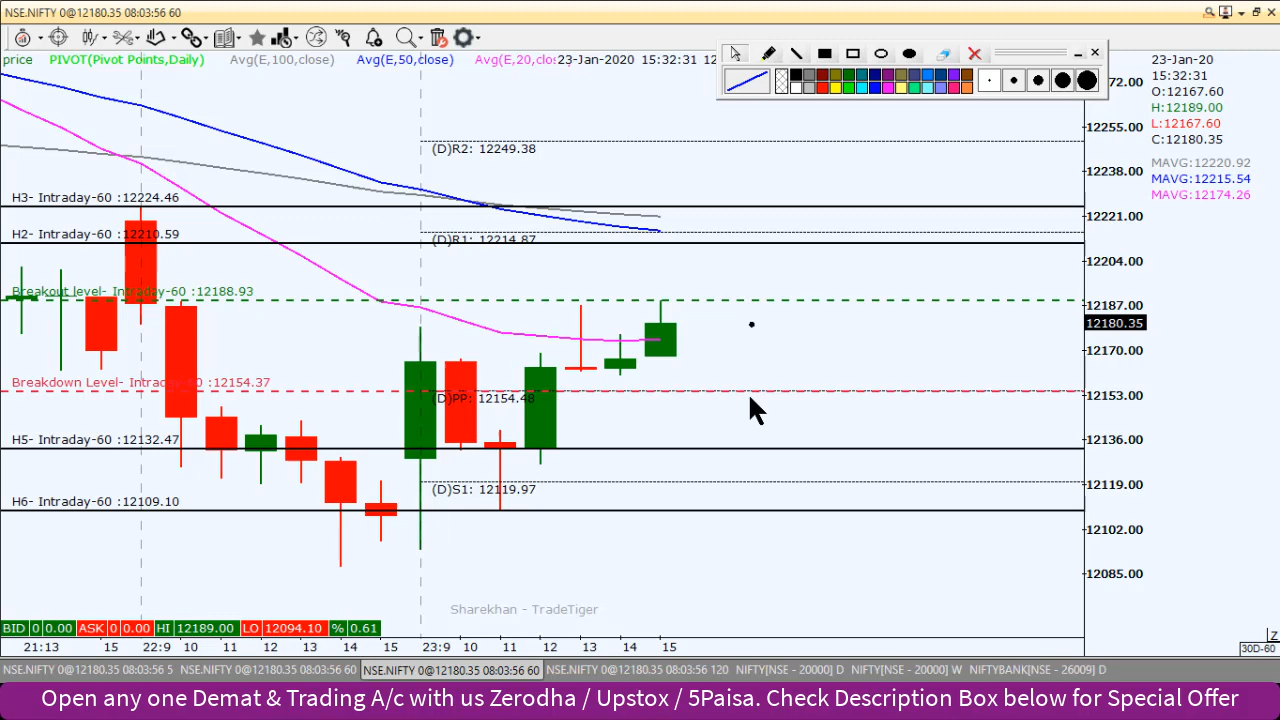 NSE.NIFTY 0@12180.35 08:03:56 60
price PIVOT(Pivot Points,Daily) Avg(E,100,close) Avg(E,50,close) Avg(E,20,clo 23-Jan-2020 15:32:31
23-Jan-20
15:32:31
O:12167.60
H:12189.00
L:12167.60
C:12180.35
MAVG:12220.92
MAVG:12215.54
MAVG:12174.26
72.00
12255.00
12238.00
12221.00
12204.00
12187.00
12180.35
12170.00
12153.00
12136.00
12119.00
12102.00
12085.00
(D)R2: 12249.38
H3- Intraday-60 :12224.46
H2- Intraday-60 :12210.59
(D)R1: 12214.87
Breakout level- Intraday-60 :12188.93
Breakdown Level- Intraday-60 :12154.37
(D)PP: 12154.48
H5- Intraday-60 :12132.47
(D)S1: 12119.97
H6- Intraday-60 :12109.10
Sharekhan - TradeTiger
BID 0 0.00 ASK 0 0.00 HI 12189.00 LO 12094.10 % 0.61
21:13 15 22:9 10 11 12 13 14 15 23:9 10 11 12 13 14 15
Z
30D-60
NSE.NIFTY 0@12180.35 08:03:56 5 NSE.NIFTY 0@12180.35 08:03:56 60 NSE.NIFTY 0@12180.35 08:03:56 60 NSE.NIFTY 0@12180.35 08:03:56 120 NIFTY[NSE - 20000] D NIFTY[NSE - 20000] W NIFTYBANK[NSE - 26009] D
Open any one Demat & Trading A/c with us Zerodha / Upstox / 5Paisa. Check Description Box below for Special Offer